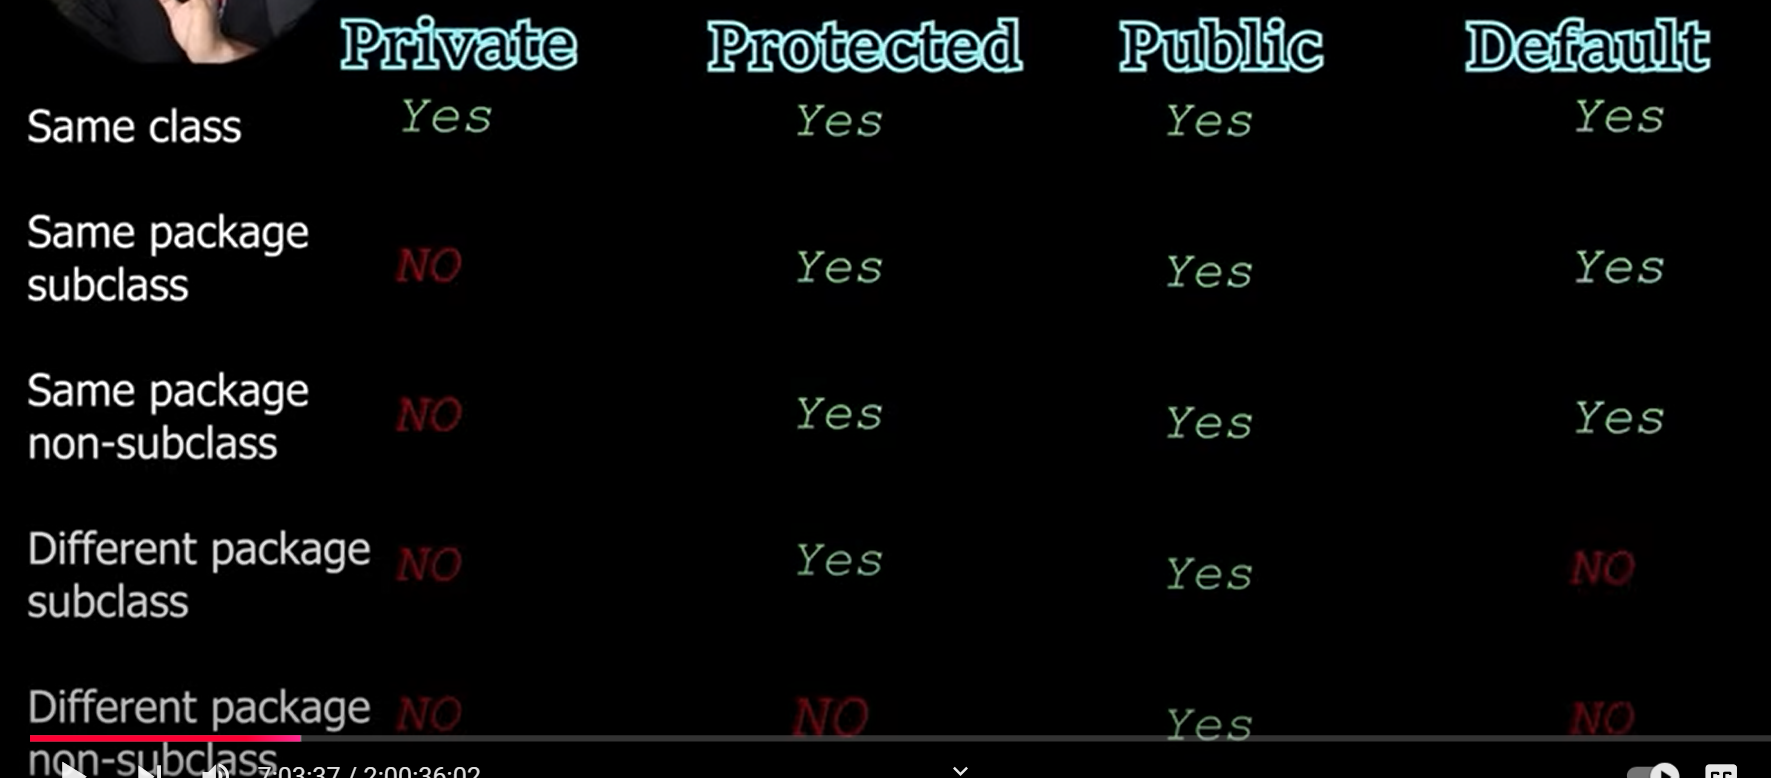 Private Protected Public Default
Same class Yes Yes Yes Yes
Same package
subclass NO Yes Yes Yes
Same package
non-subclass NO Yes Yes Yes
Different package
subclass NO Yes Yes NO
Different package NO NO Yes NO
non-subclass
7:03:37 / 2:00:36:02